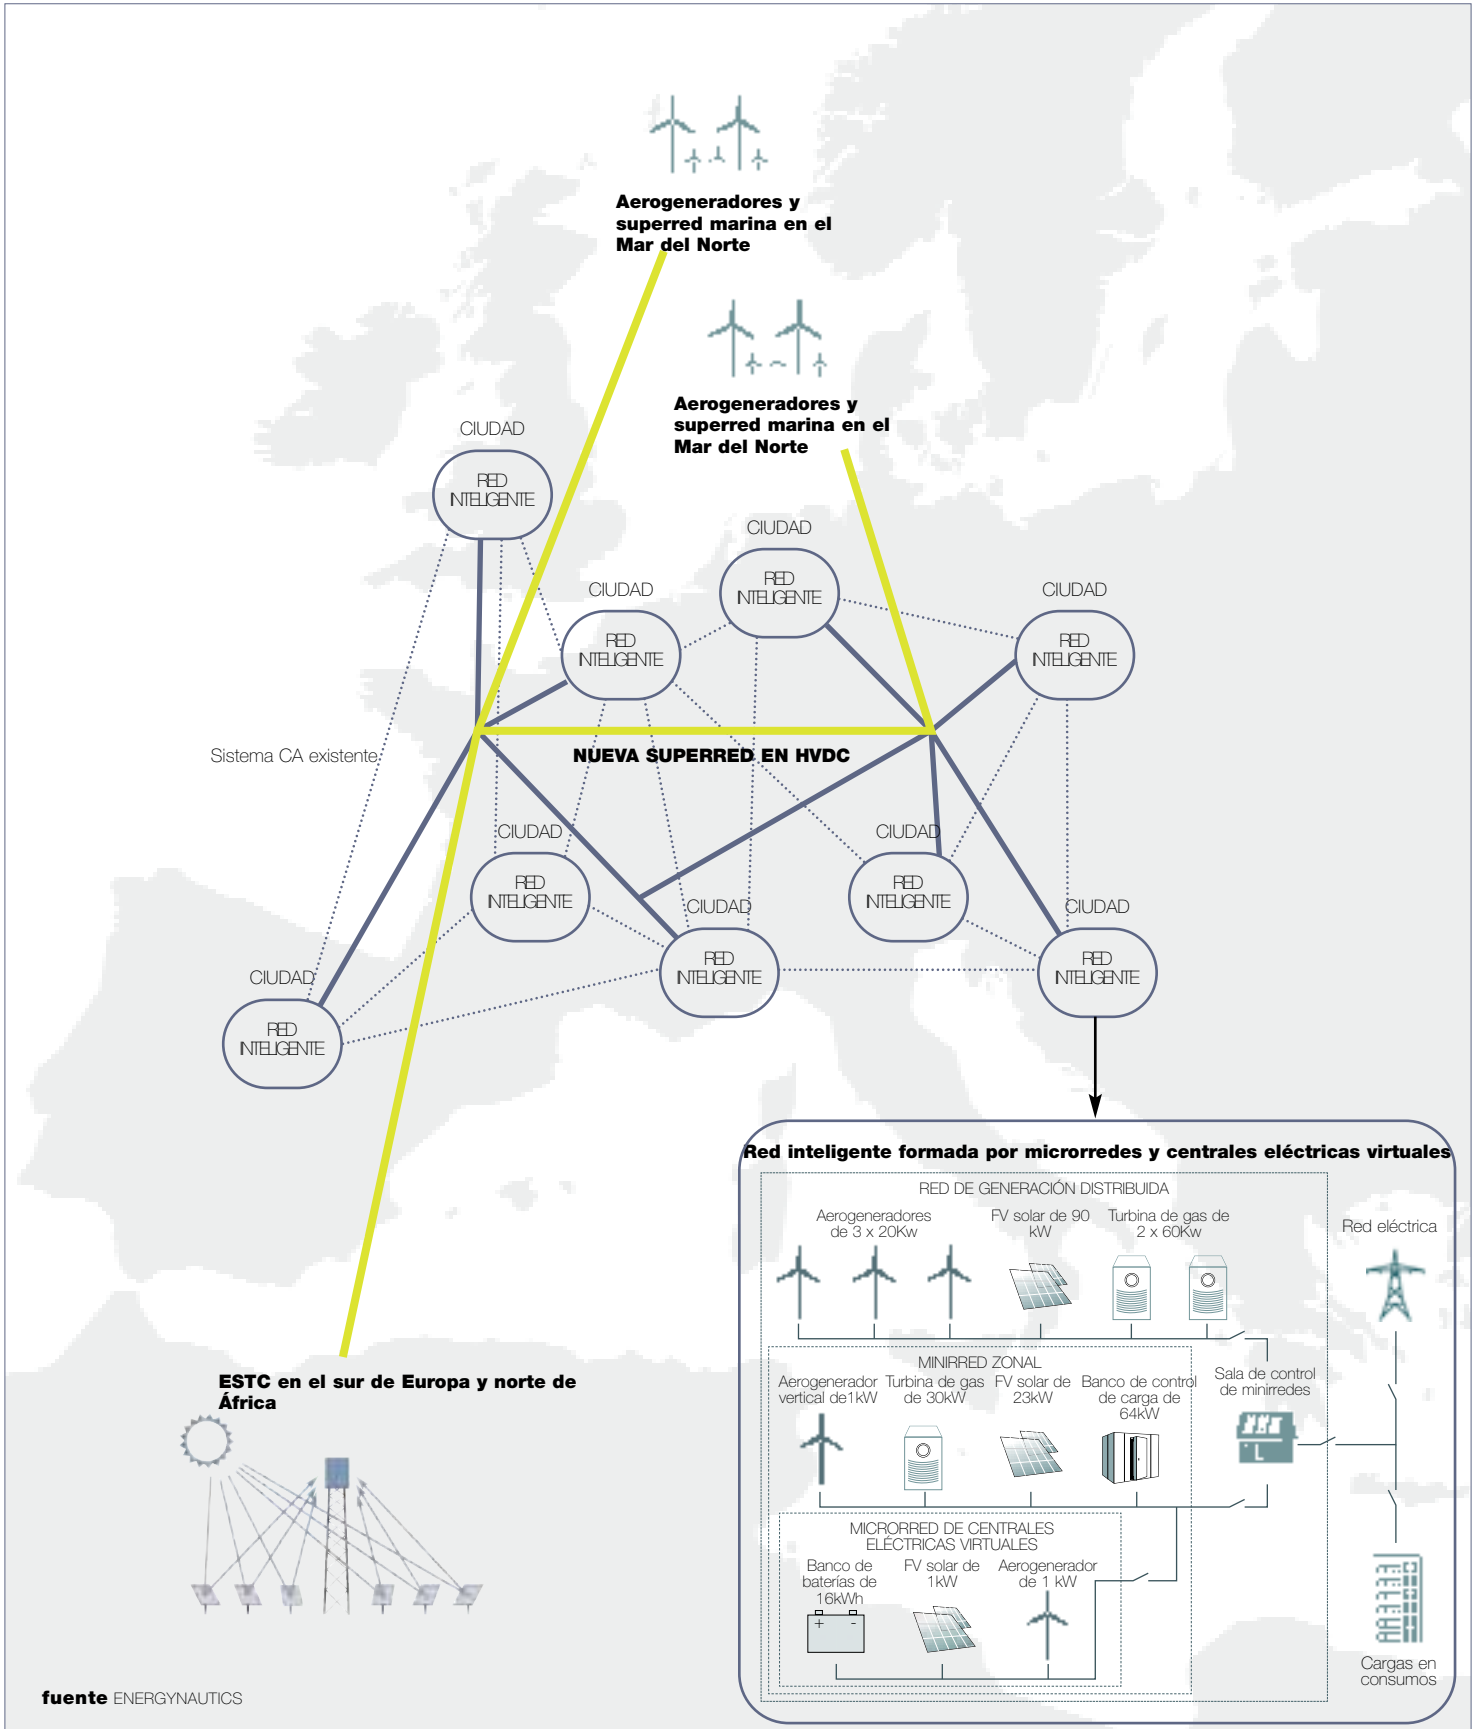 Aerogeneradores y
superred marina en el
Mar del Norte
Aerogeneradores y
superred marina en el
Mar del Norte
CIUDAD
RED
INTELIGENTE
CIUDAD
RED
INTELIGENTE
CIUDAD
RED
INTELIGENTE
CIUDAD
RED
INTELIGENTE
Sistema CA existente
NUEVA SUPERRED EN HVDC
CIUDAD
RED
INTELIGENTE
CIUDAD
RED
INTELIGENTE
CIUDAD
RED
INTELIGENTE
CIUDAD
RED
INTELIGENTE
CIUDAD
RED
INTELIGENTE
Red inteligente formada por microrredes y centrales eléctricas virtuales
RED DE GENERACIÓN DISTRIBUIDA
Aerogeneradores
de 3 x 20Kw
FV solar de 90
kW
Turbina de gas de
2 x 60Kw
Red eléctrica
MINIRRED ZONAL
Aerogenerador
vertical de1kW
Turbina de gas
de 30kW
FV solar de
23kW
Banco de control
de carga de
64kW
Sala de control
de minirredes
MICRORRED DE CENTRALES
ELÉCTRICAS VIRTUALES
Banco de
baterías de
16kWh
FV solar de
1kW
Aerogenerador
de 1 kW
Cargas en
consumos
ESTC en el sur de Europa y norte de
África
fuente ENERGYNAUTICS